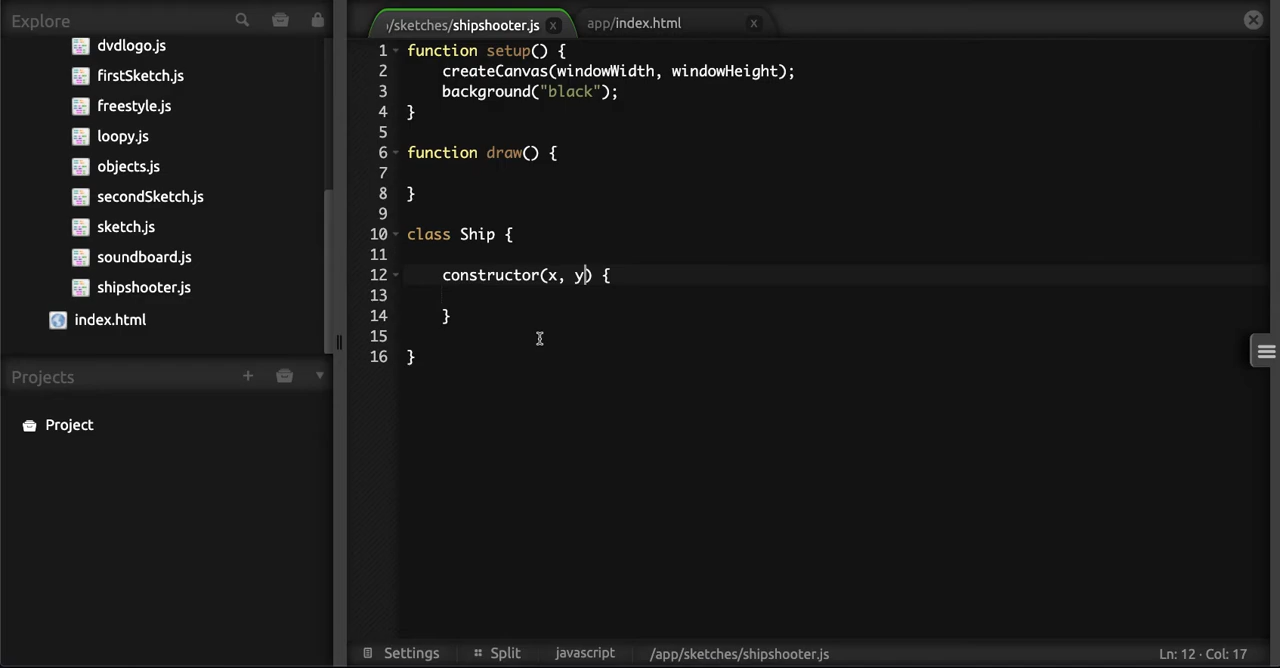 Explore
dvdlogo.js
firstSketch.js
freestyle.js
loopy.js
objects.js
secondSketch.js
sketch.js
soundboard.js
shipshooter.js
index.html
Projects
Project
/sketches/shipshooter.js x
app/index.html x
1 function setup() {
2 createCanvas(windowWidth, windowHeight);
3 background("black");
4 }
5
6 function draw() {
7
8 }
9
10 class Ship {
11
12 constructor(x, y) {
13
14 }
15
16 }
Settings Split javascript /app/sketches/shipshooter.js Ln: 12 - Col: 17